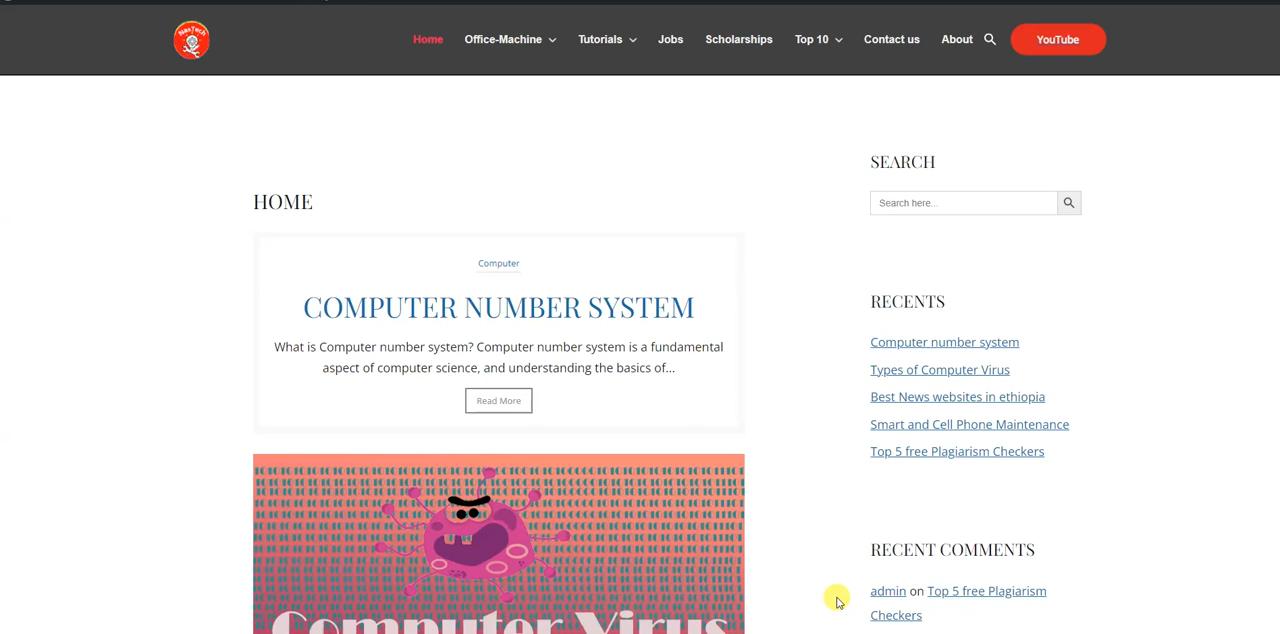 NasTech
Home Office-Machine Tutorials Jobs Scholarships Top 10 Contact us About YouTube
HOME
Computer
COMPUTER NUMBER SYSTEM
What is Computer number system? Computer number system is a fundamental
aspect of computer science, and understanding the basics of...
Read More
Computer Virus
SEARCH
Search here...
RECENTS
Computer number system
Types of Computer Virus
Best News websites in ethiopia
Smart and Cell Phone Maintenance
Top 5 free Plagiarism Checkers
RECENT COMMENTS
admin on Top 5 free Plagiarism
Checkers